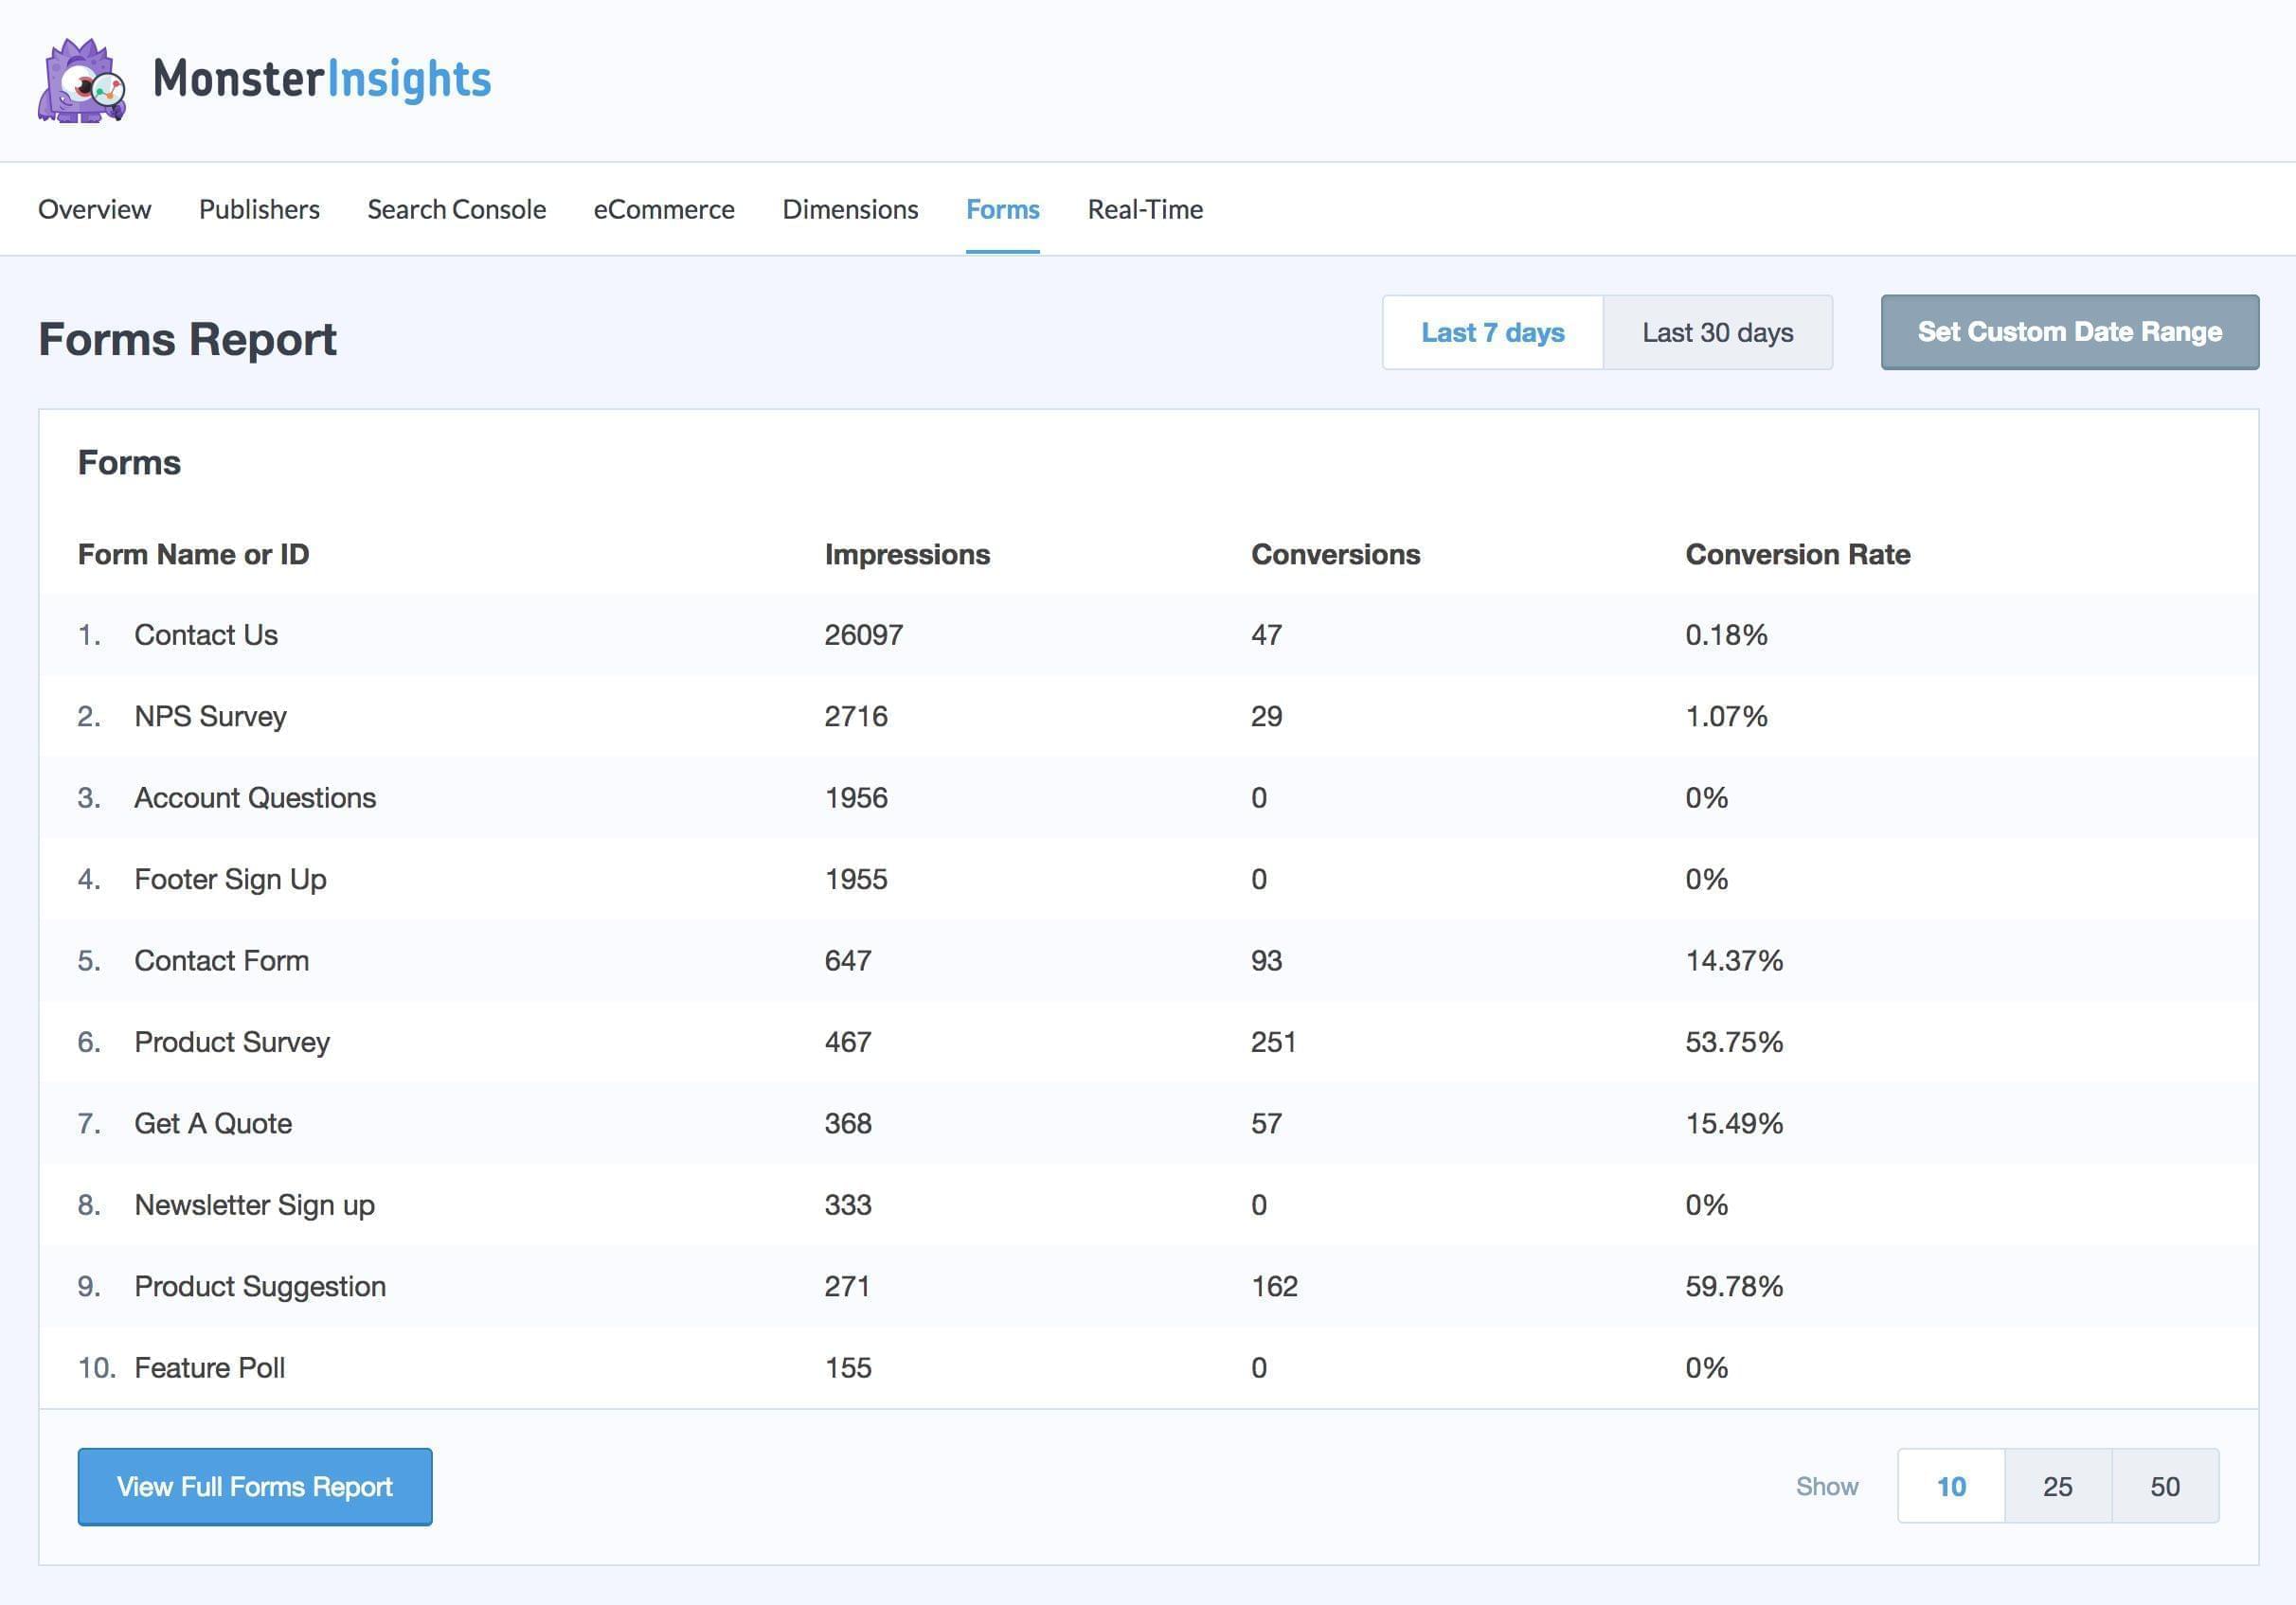 MonsterInsights
Overview Publishers Search Console eCommerce Dimensions Forms Real-Time
Forms Report Last 7 days Last 30 days Set Custom Date Range
Forms
Form Name or ID Impressions Conversions Conversion Rate
1. Contact Us 26097 47 0.18%
2. NPS Survey 2716 29 1.07%
3. Account Questions 1956 0 0%
4. Footer Sign Up 1955 0 0%
5. Contact Form 647 93 14.37%
6. Product Survey 467 251 53.75%
7. Get A Quote 368 57 15.49%
8. Newsletter Sign up 333 0 0%
9. Product Suggestion 271 162 59.78%
10. Feature Poll 155 0 0%
View Full Forms Report Show 10 25 50